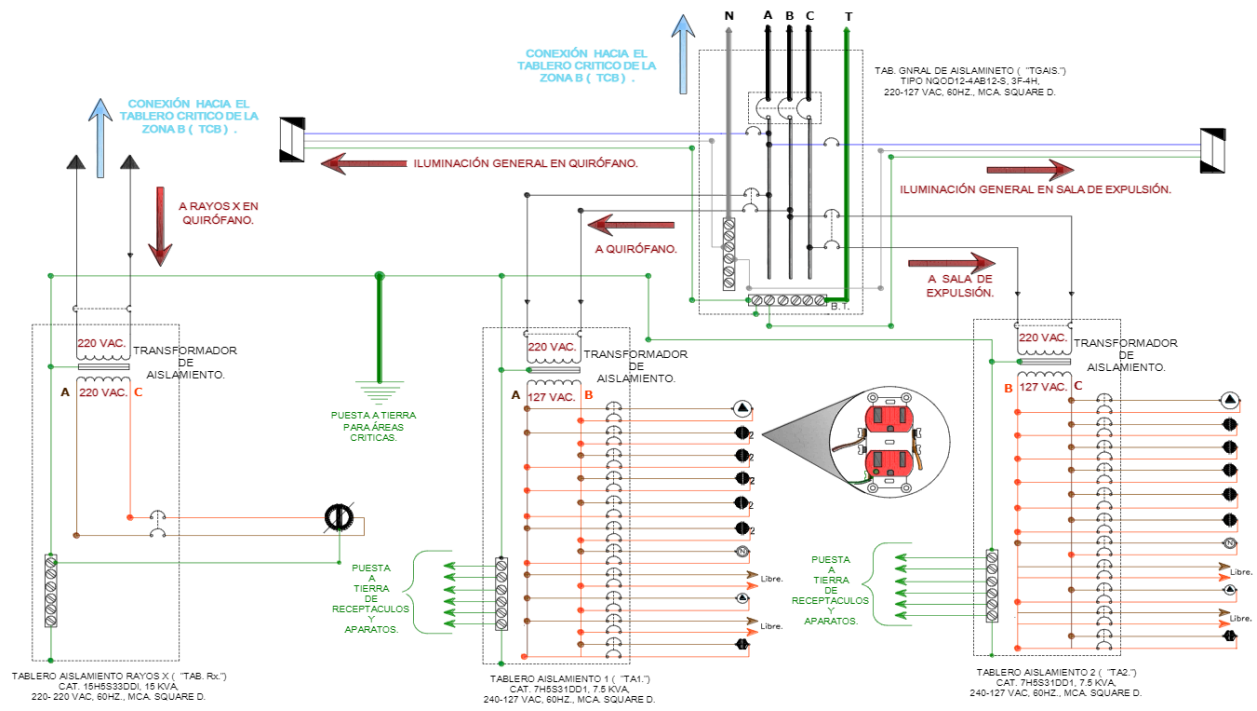 N A B C T
CONEXIÓN HACIA EL
TABLERO CRITICO DE LA
ZONA B ( TCB ) .
TAB. GNRAL DE AISLAMINETO ( "TGAIS.")
TIPO NQOD12-4AB12-S, 3F-4H,
220-127 VAC, 60HZ., MCA. SQUARE D.
CONEXIÓN HACIA EL
TABLERO CRITICO DE LA
ZONA B ( TCB ) .
ILUMINACIÓN GENERAL EN QUIRÓFANO.
ILUMINACIÓN GENERAL EN SALA DE EXPULSIÓN.
A RAYOS X EN
QUIRÓFANO.
A QUIRÓFANO.
A SALA DE
EXPULSIÓN.
B.T.
220 VAC.
TRANSFORMADOR
DE
AISLAMIENTO.
A 220 VAC. C
PUESTA A TIERRA
PARA ÁREAS
CRITICAS.
220 VAC.
TRANSFORMADOR
DE
AISLAMIENTO.
A 127 VAC. B
2
2
2
2
2
N
Libre.
Libre.
220 VAC.
TRANSFORMADOR
DE
AISLAMIENTO.
B 127 VAC. C
N
Libre.
Libre.
PUESTA
A
TIERRA
DE
RECEPTACULOS
Y
APARATOS.
PUESTA
A
TIERRA
DE
RECEPTACULOS
Y
APARATOS.
TABLERO AISLAMIENTO RAYOS X ( "TAB. Rx.")
CAT. 15H5S33DDI, 15 KVA,
220- 220 VAC, 60HZ., MCA. SQUARE D.
TABLERO AISLAMIENTO 1 ( "TA1.")
CAT. 7H5S31DD1, 7.5 KVA,
240-127 VAC, 60HZ., MCA. SQUARE D.
TABLERO AISLAMIENTO 2 ( "TA2.")
CAT. 7H5S31DD1, 7.5 KVA,
240-127 VAC, 60HZ., MCA. SQUARE D.